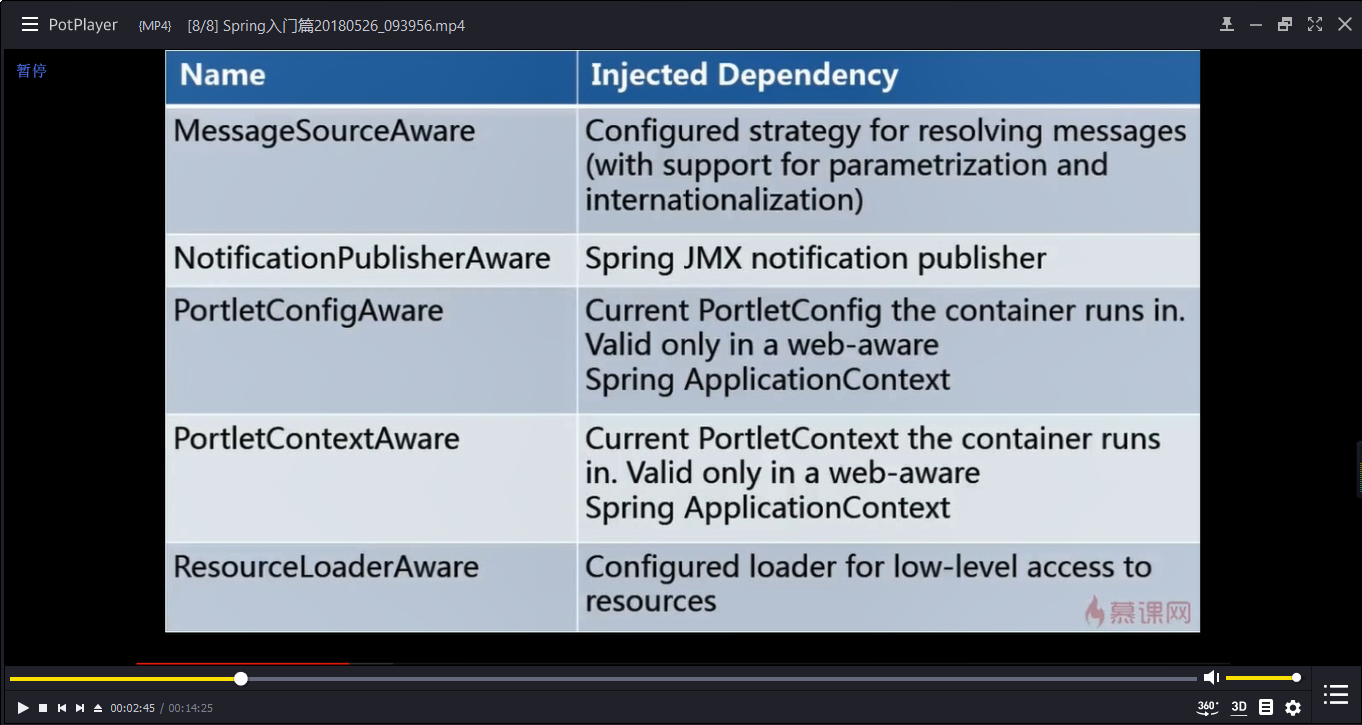 PotPlayer {MP4} [8/8] Spring入门篇20180526_093956.mp4
暂停
Name
Injected Dependency
MessageSourceAware
Configured strategy for resolving messages
(with support for parametrization and
internationalization)
NotificationPublisherAware
Spring JMX notification publisher
PortletConfigAware
Current PortletConfig the container runs in.
Valid only in a web-aware
Spring ApplicationContext
PortletContextAware
Current PortletContext the container runs
in. Valid only in a web-aware
Spring ApplicationContext
ResourceLoaderAware
Configured loader for low-level access to
resources
慕课网
00:02:45 / 00:14:25
360°
3D